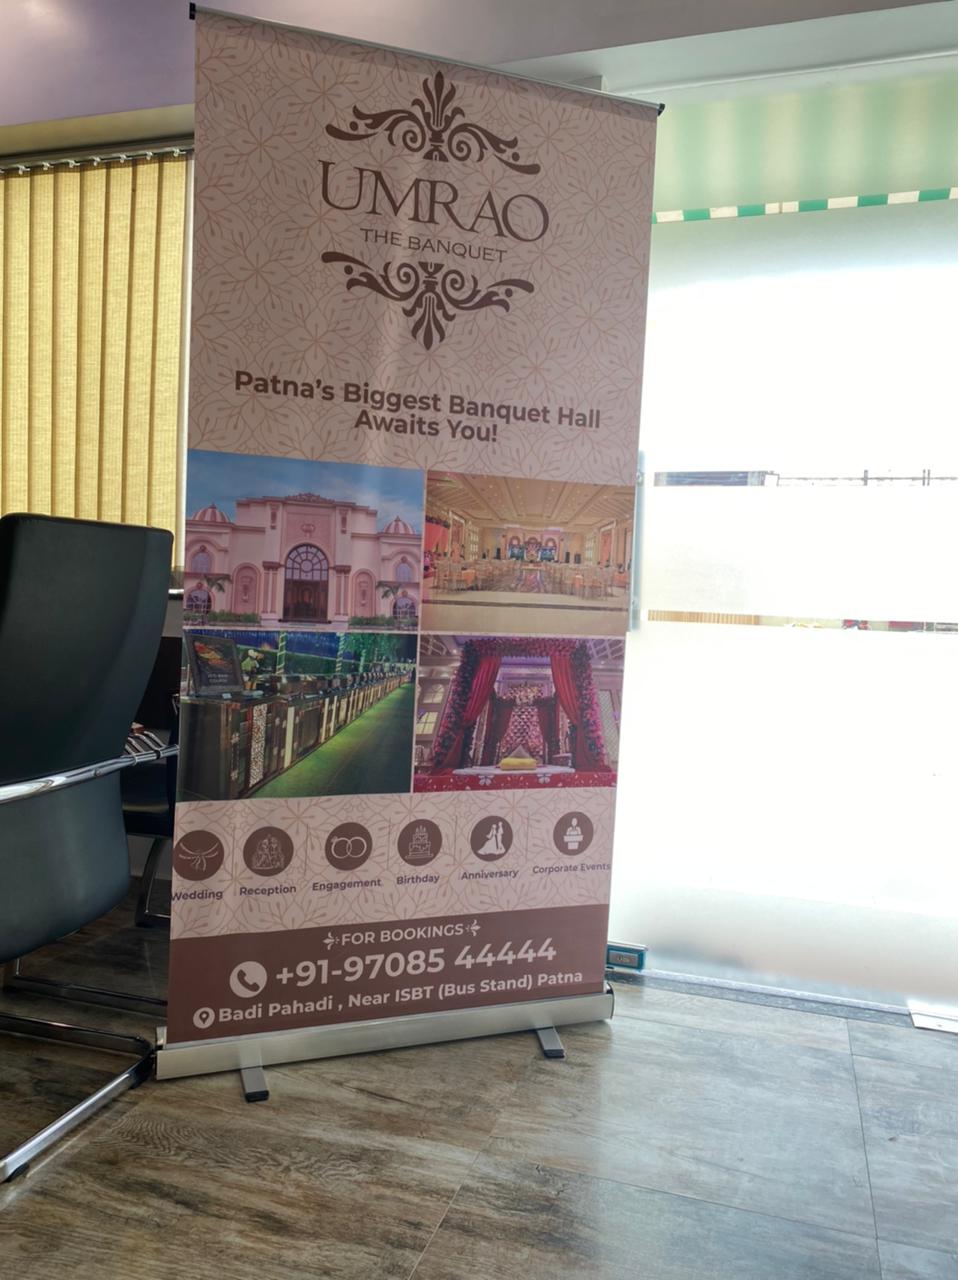 UMRAO
THE BANQUET
Patna's Biggest Banquet Hall
Awaits You!
Wedding
Reception
Engagement
Birthday
Anniversary
Corporate Events
FOR BOOKINGS
+91-97085 44444
Badi Pahadi , Near ISBT (Bus Stand) Patna